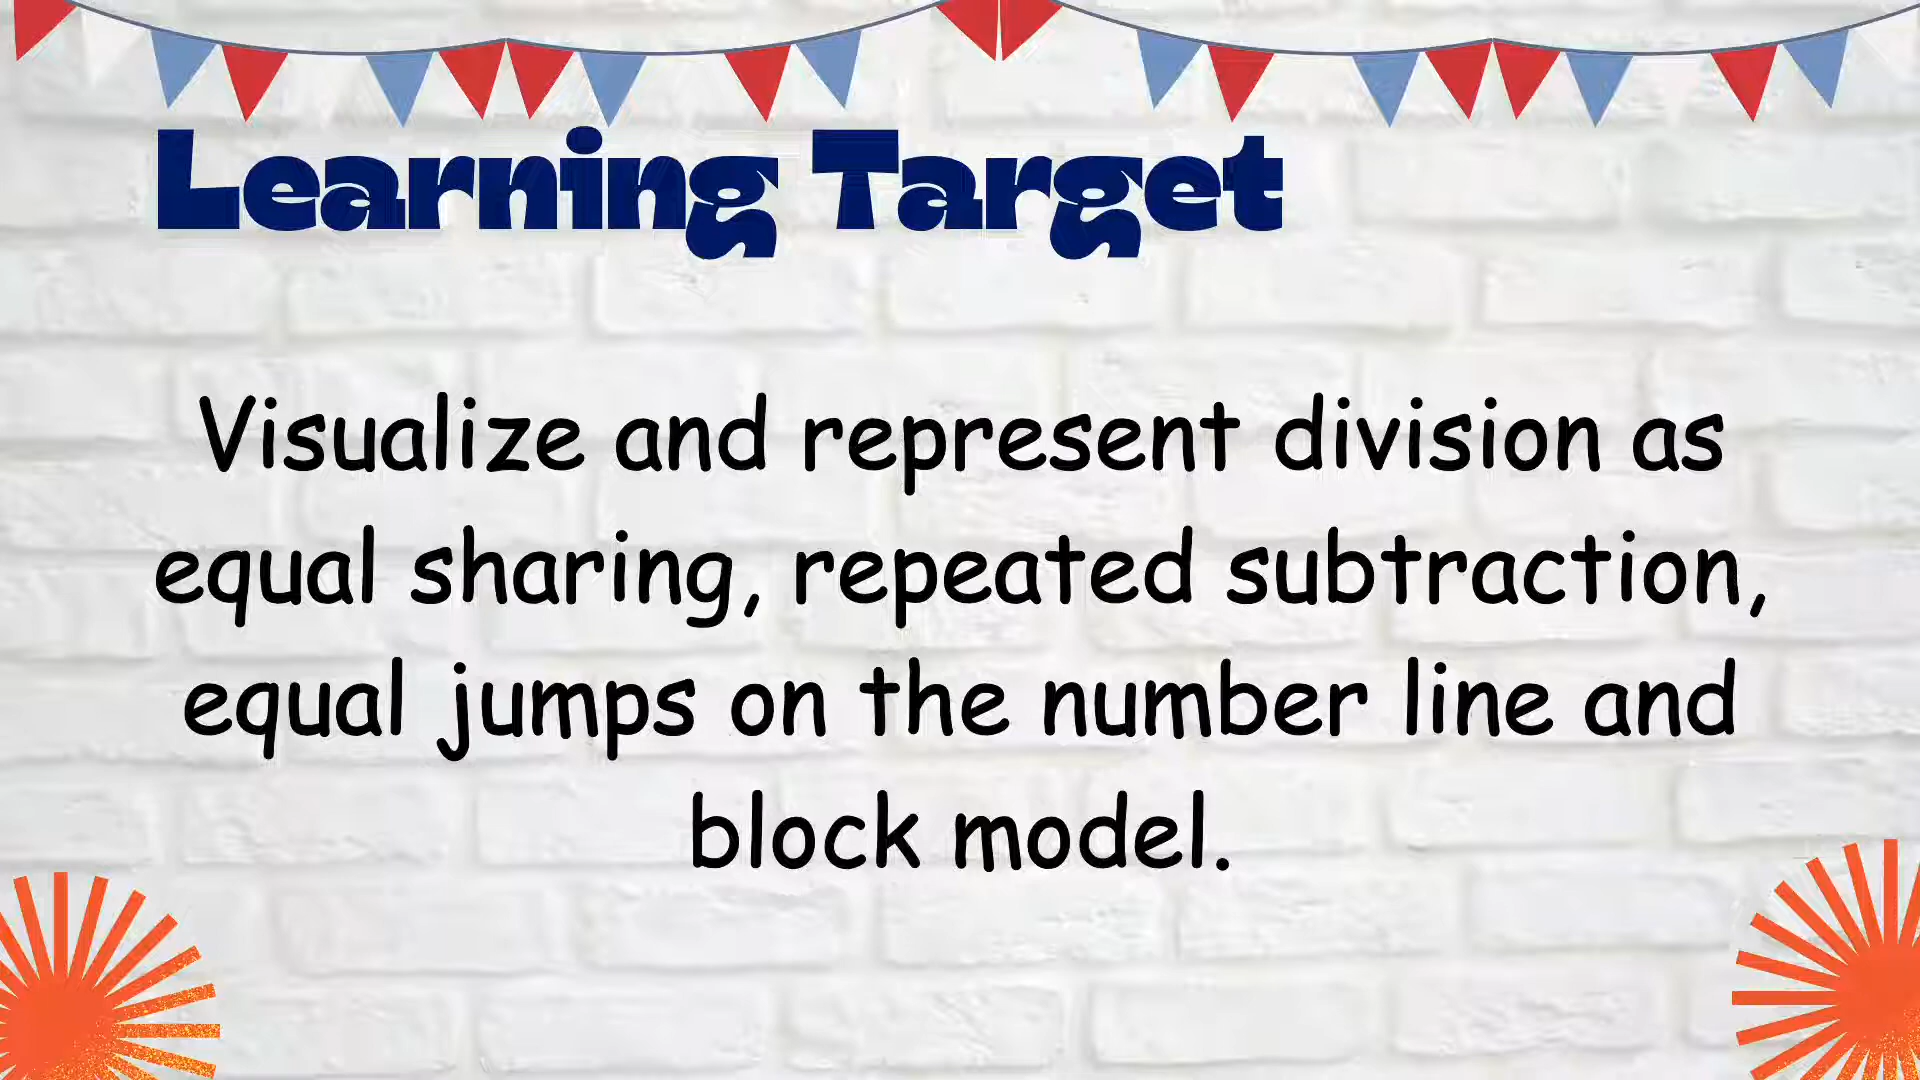 Learning Target
Visualize and represent division as
equal sharing, repeated subtraction,
equal jumps on the number line and
block model.